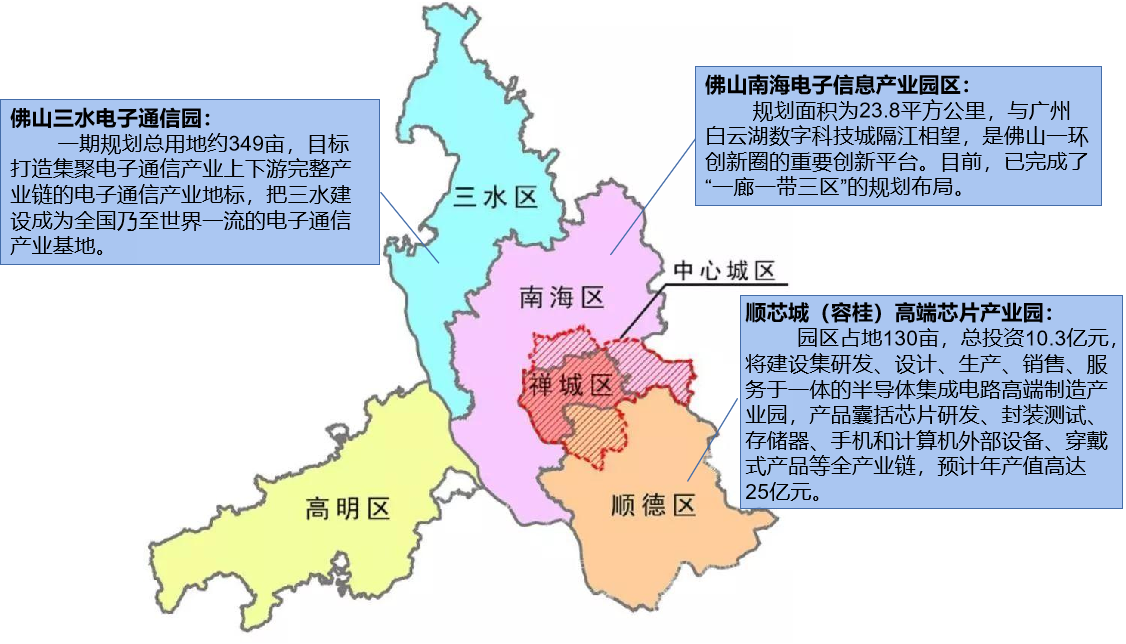 佛山三水电子通信园：
一期规划总用地约349亩，目标
打造集聚电子通信产业上下游完整产
业链的电子通信产业地标，把三水建
设成为全国乃至世界一流的电子通信
产业基地。
佛山南海电子信息产业园区：
规划面积为23.8平方公里，与广州
白云湖数字科技城隔江相望，是佛山一环
创新圈的重要创新平台。目前，已完成了
“一廊一带三区”的规划布局。
三水区
南海区
中心城区
禅城区
高明区
顺德区
顺芯城（容桂）高端芯片产业园：
园区占地130亩，总投资10.3亿元，
将建设集研发、设计、生产、销售、服
务于一体的半导体集成电路高端制造产
业园，产品囊括芯片研发、封装测试、
存储器、手机和计算机外部设备、穿戴
式产品等全产业链，预计年产值高达
25亿元。